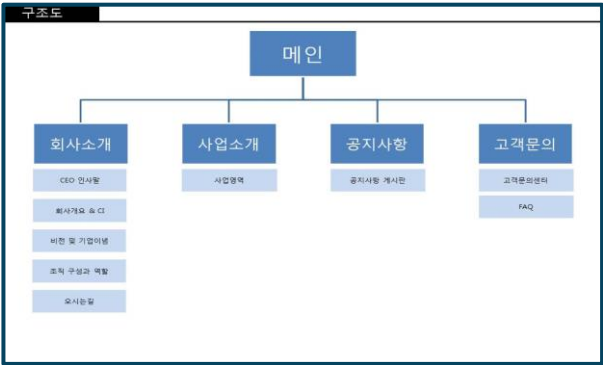 구조도
메인
회사소개
사업소개
공지사항
고객문의
CEO 인사말
사업영역
공지사항 게시판
고객문의센타
회사개요 & CI
FAQ
비전 및 기업이념
조직 구성과 역할
오시는길